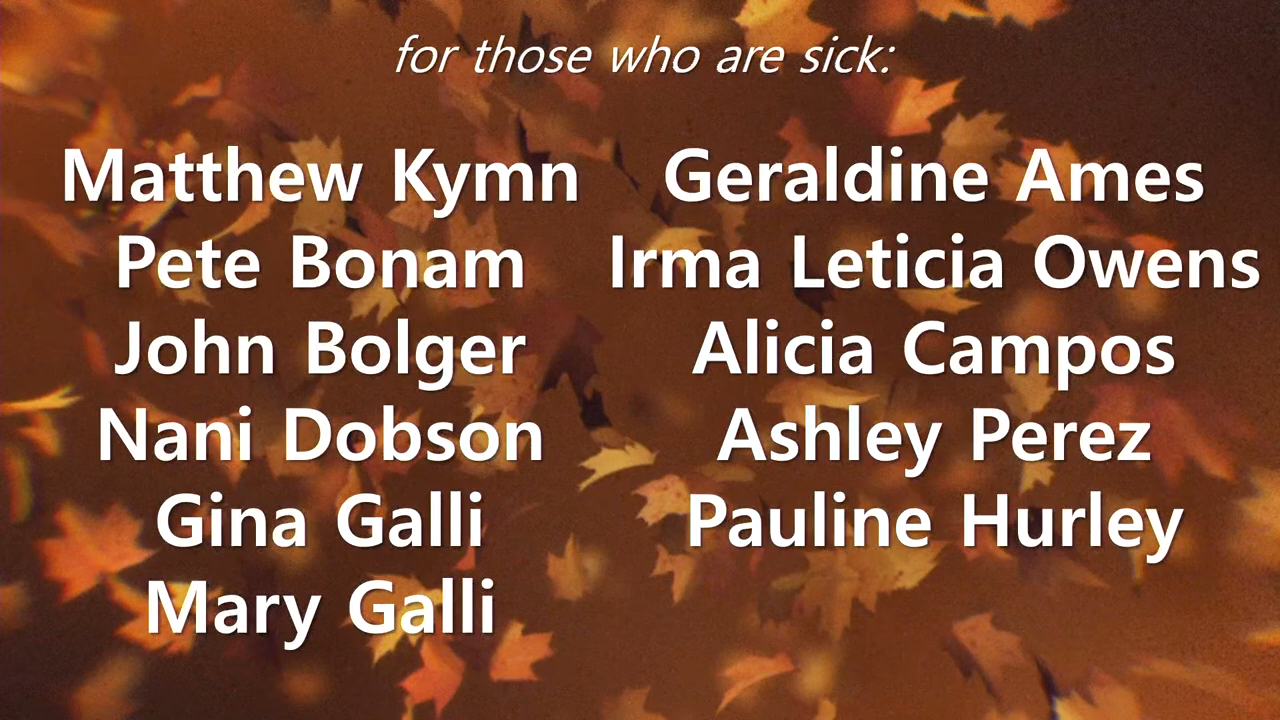 for those who are sick:
Matthew Kymn
Pete Bonam
John Bolger
Nani Dobson
Gina Galli
Mary Galli
Geraldine Ames
Irma Leticia Owens
Alicia Campos
Ashley Perez
Pauline Hurley